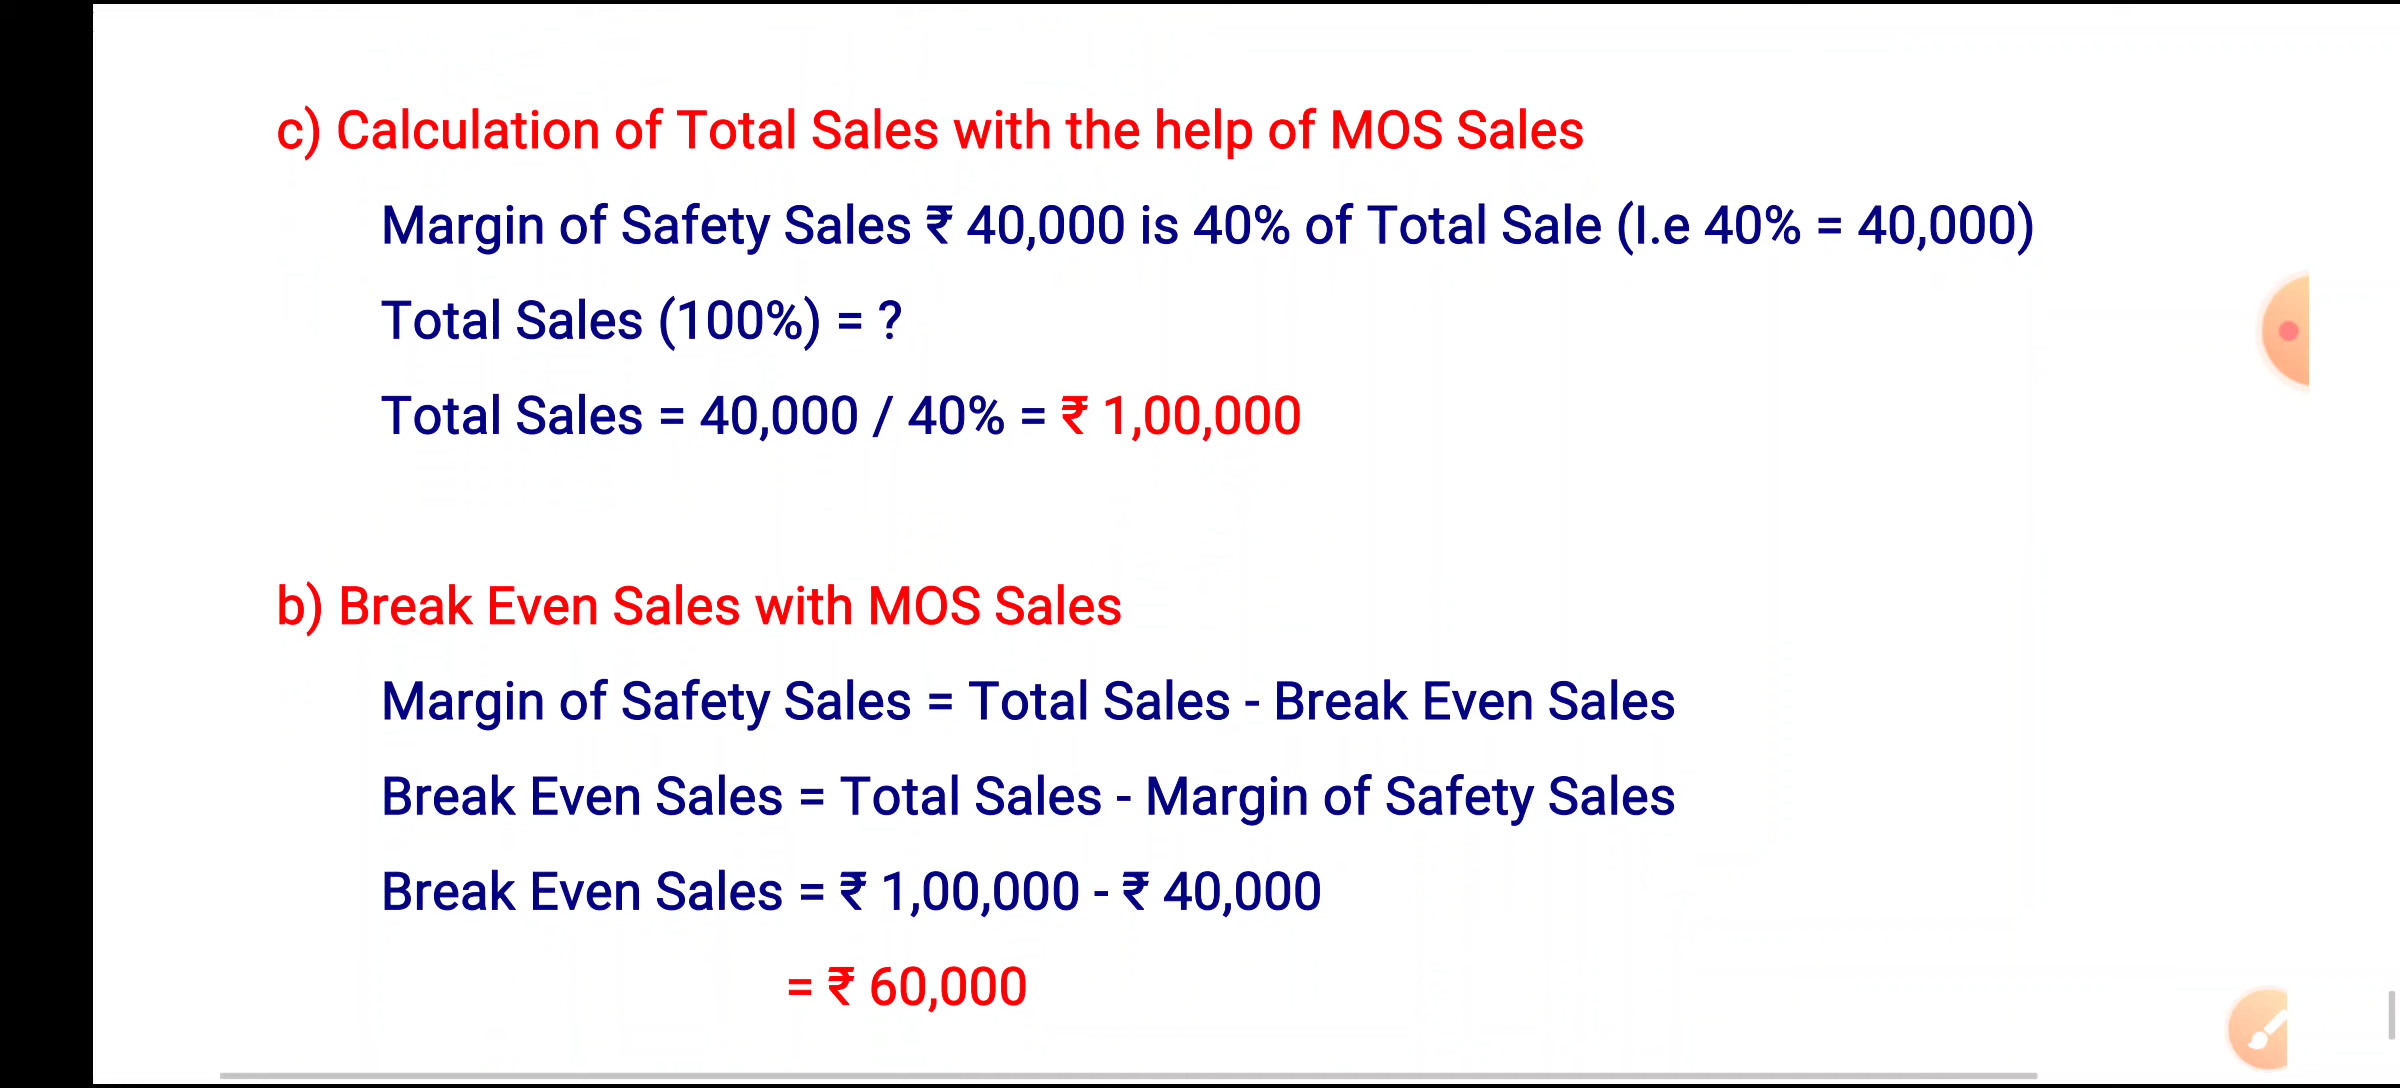 c) Calculation of Total Sales with the help of MOS Sales
Margin of Safety Sales ₹ 40,000 is 40% of Total Sale (I.e 40% = 40,000)
Total Sales (100%) = ?
Total Sales = 40,000 / 40% = ₹ 1,00,000
b) Break Even Sales with MOS Sales
Margin of Safety Sales = Total Sales - Break Even Sales
Break Even Sales = Total Sales - Margin of Safety Sales
Break Even Sales = ₹ 1,00,000 - ₹ 40,000
= ₹ 60,000